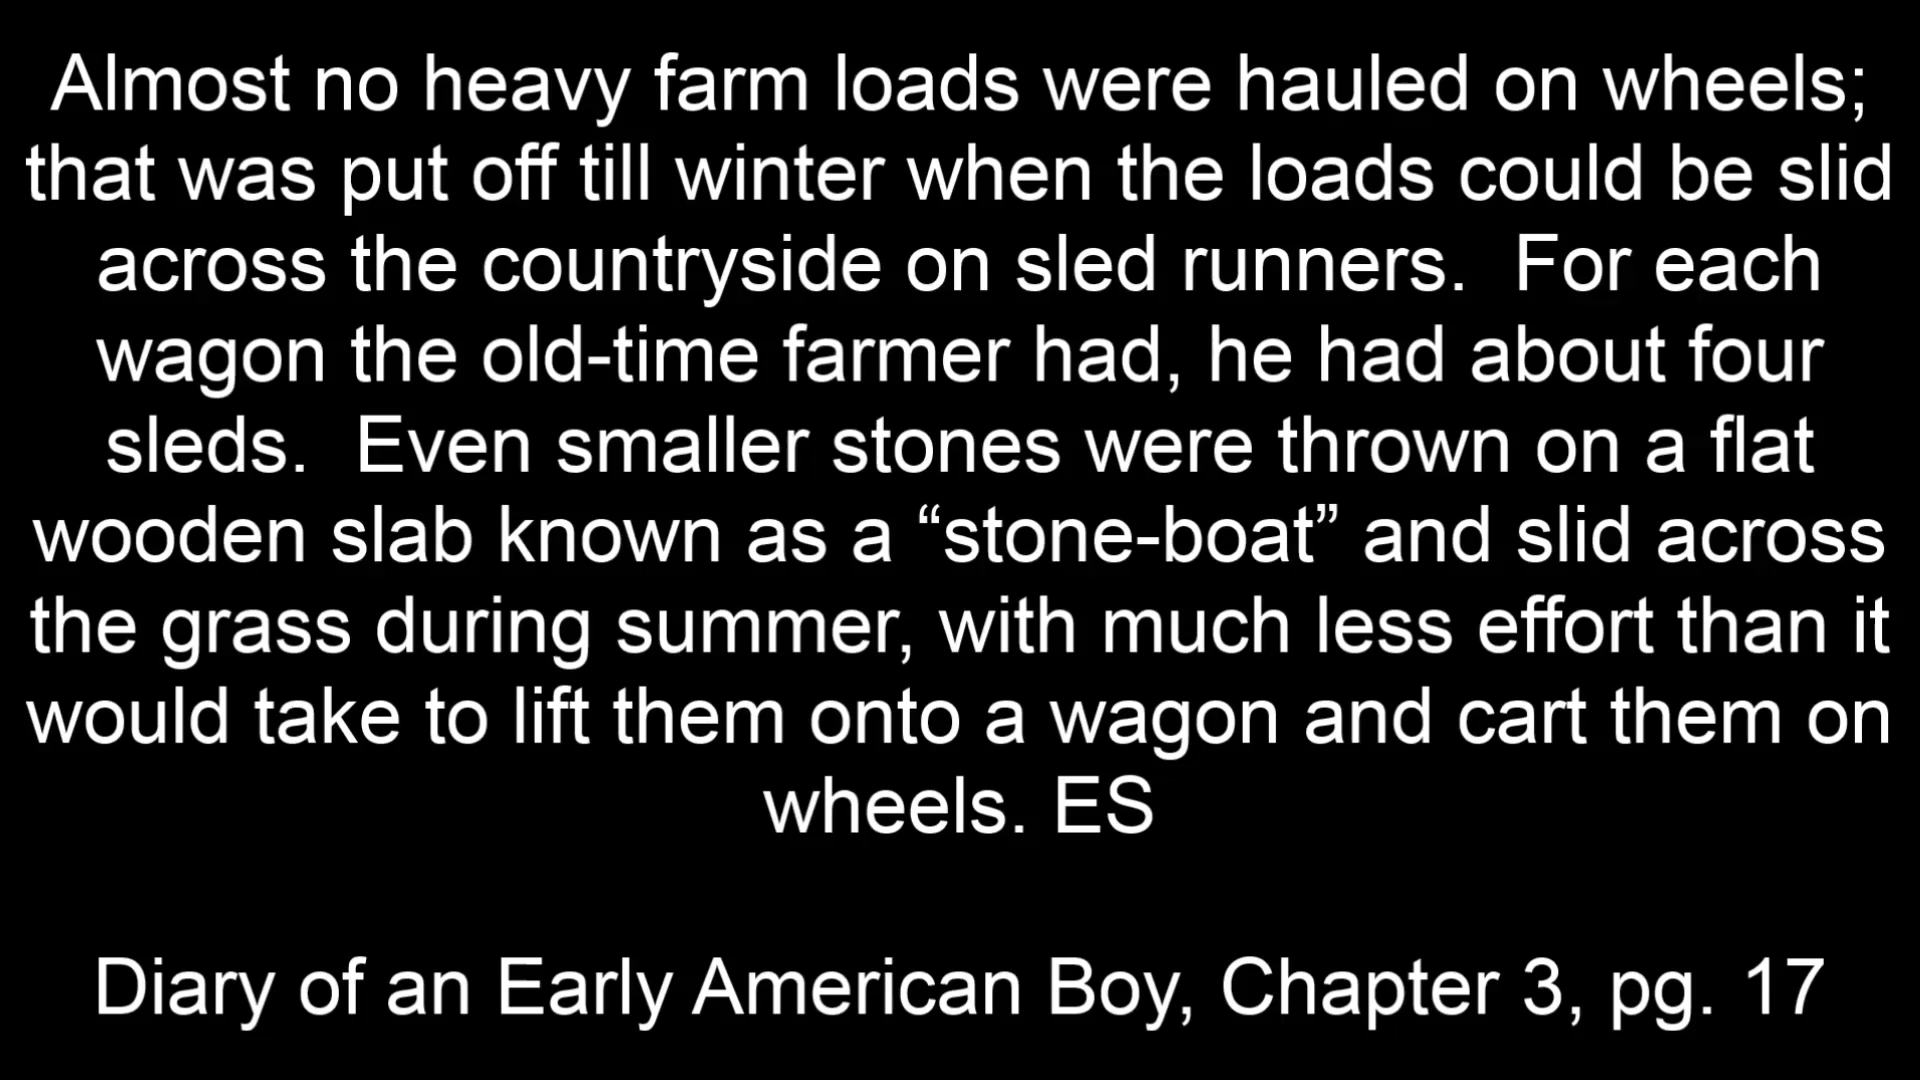 Almost no heavy farm loads were hauled on wheels;
that was put off till winter when the loads could be slid
across the countryside on sled runners.  For each
wagon the old-time farmer had, he had about four
sleds.  Even smaller stones were thrown on a flat
wooden slab known as a “stone-boat” and slid across
the grass during summer, with much less effort than it
would take to lift them onto a wagon and cart them on
wheels. ES
Diary of an Early American Boy, Chapter 3, pg. 17